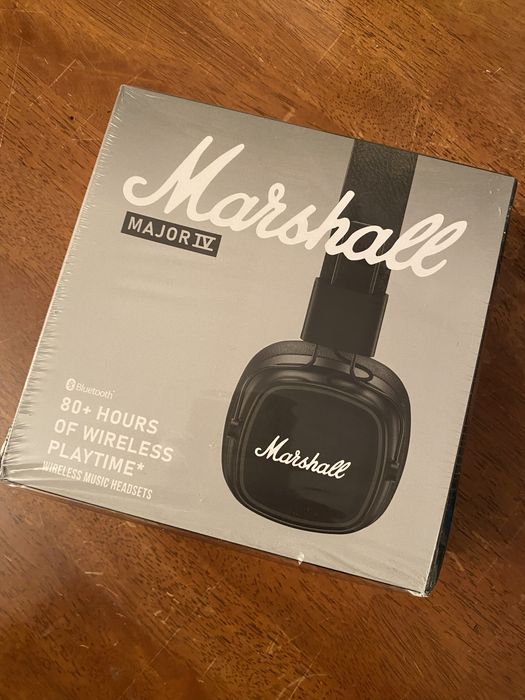 Marshall
MAJOR IV
Bluetooth®
80+ HOURS
OF WIRELESS
PLAYTIME*
WIRELESS MUSIC HEADSETS
Marshall